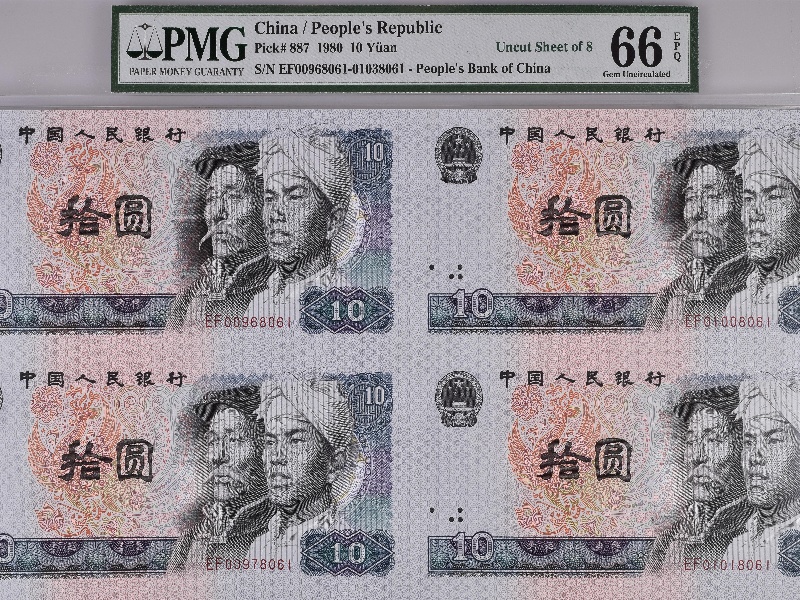 PMG
PAPER MONEY GUARANTY
China / People's Republic
Pick# 887 1980 10 Yüan
Uncut Sheet of 8
S/N EF00968061-01038061 - People's Bank of China
66
EPQ
Gem Uncirculated
中国人民银行
10
拾圆
10
EF00968061
中国人民银行
拾圆
10
EF01008061
中国人民银行
10
拾圆
10
EF00978061
中国人民银行
拾圆
10
EF01018061